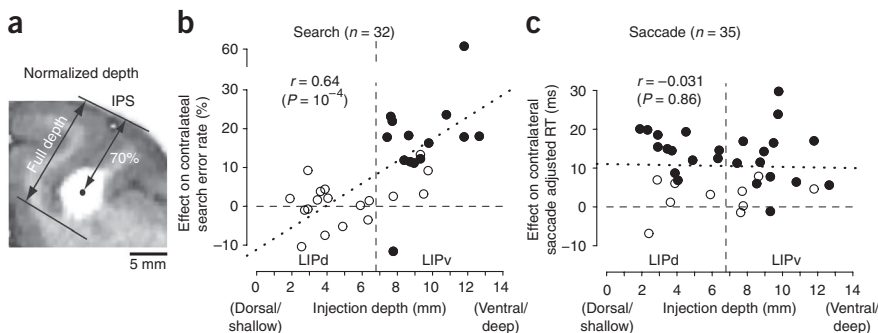 a
Normalized depth
IPS
Full depth
70%
5 mm
b
Search (n = 32)
r = 0.64
(P = 10⁻⁴)
Effect on contralateal
search error rate (%)
60
30
20
10
0
−10
LIPd
LIPv
0 2 4 6 8 10 12 14
(Dorsal/
shallow)
Injection depth (mm)
(Ventral/
deep)
c
Saccade (n = 35)
r = −0.031
(P = 0.86)
Effect on contralateral
saccade adjusted RT (ms)
30
20
10
0
−10
LIPd
LIPv
0 2 4 6 8 10 12 14
(Dorsal/
shallow)
Injection depth (mm)
(Ventral/
deep)